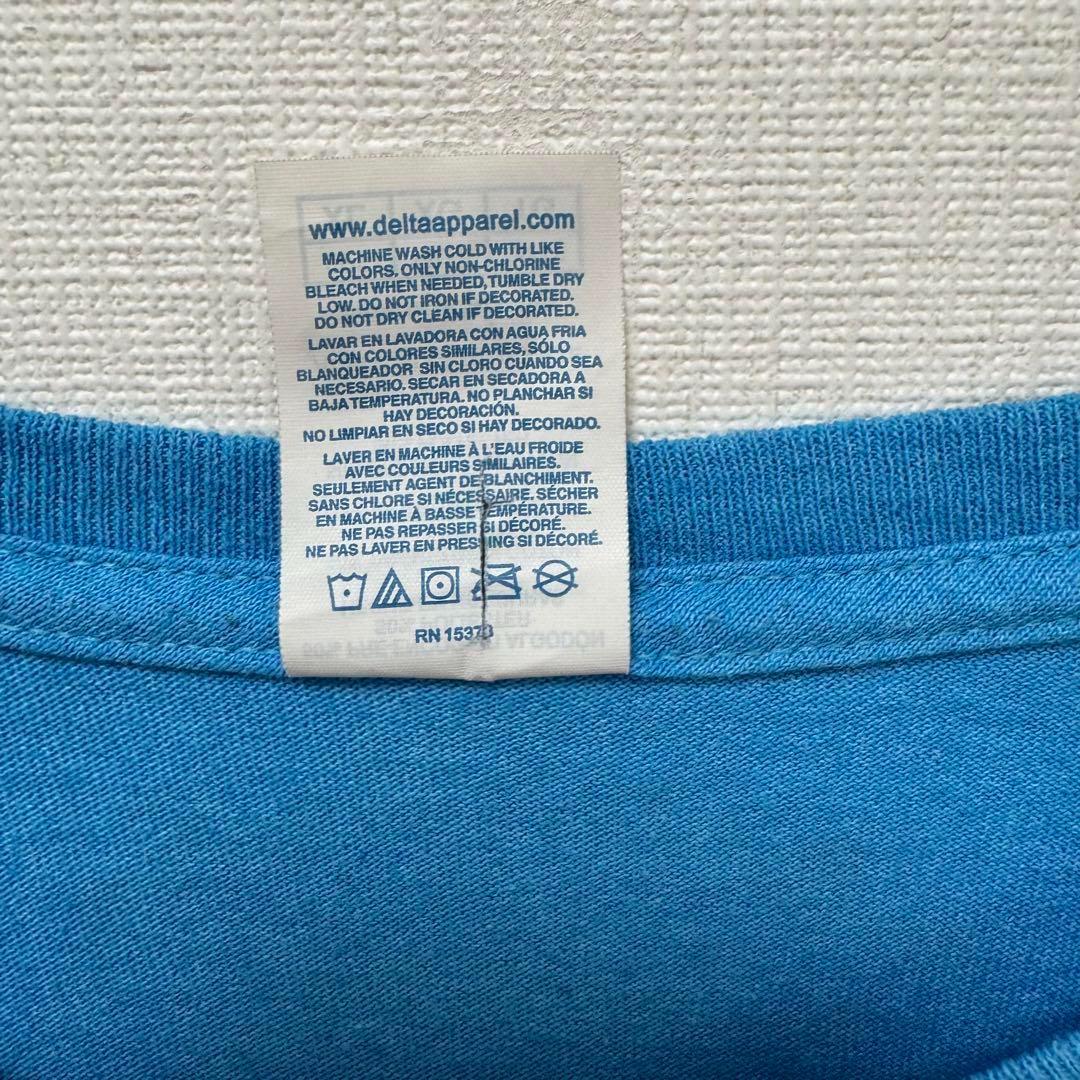 www.deltaapparel.com
MACHINE WASH COLD WITH LIKE
COLORS. ONLY NON-CHLORINE
BLEACH WHEN NEEDED, TUMBLE DRY
LOW. DO NOT IRON IF DECORATED.
DO NOT DRY CLEAN IF DECORATED.
LAVAR EN LAVADORA CON AGUA FRIA
CON COLORES SIMILARES, SÓLO
BLANQUEADOR SIN CLORO CUANDO SEA
NECESARIO. SECAR EN SECADORA A
BAJA TEMPERATURA. NO PLANCHAR SI
HAY DECORACIÓN.
NO LIMPIAR EN SECO SI HAY DECORADO.
LAVER EN MACHINE À L'EAU FROIDE
AVEC COULEURS SIMILAIRES.
SEULEMENT AGENT DE BLANCHIMENT.
SANS CHLORE SI NÉCESSAIRE. SÉCHER
EN MACHINE À BASSE TEMPÉRATURE.
NE PAS REPASSER SI DÉCORÉ.
NE PAS LAVER EN PRESSING SI DÉCORÉ.
RN 15373